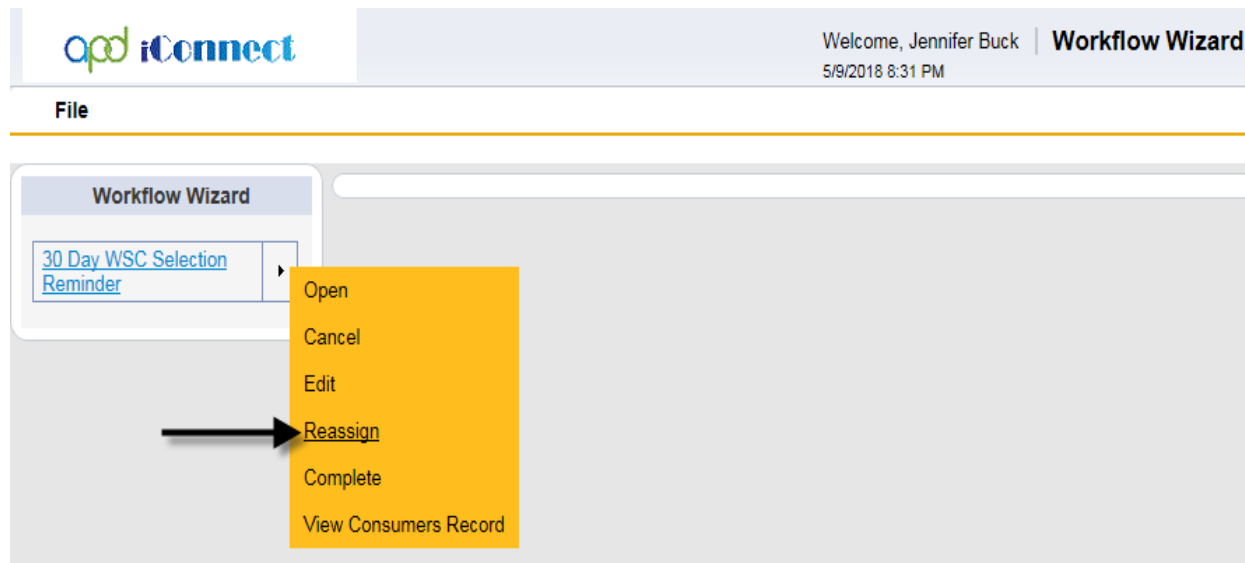 apd iConnect
Welcome, Jennifer Buck | Workflow Wizard
5/9/2018 8:31 PM
File
Workflow Wizard
30 Day WSC Selection
Reminder
Open
Cancel
Edit
Reassign
Complete
View Consumers Record